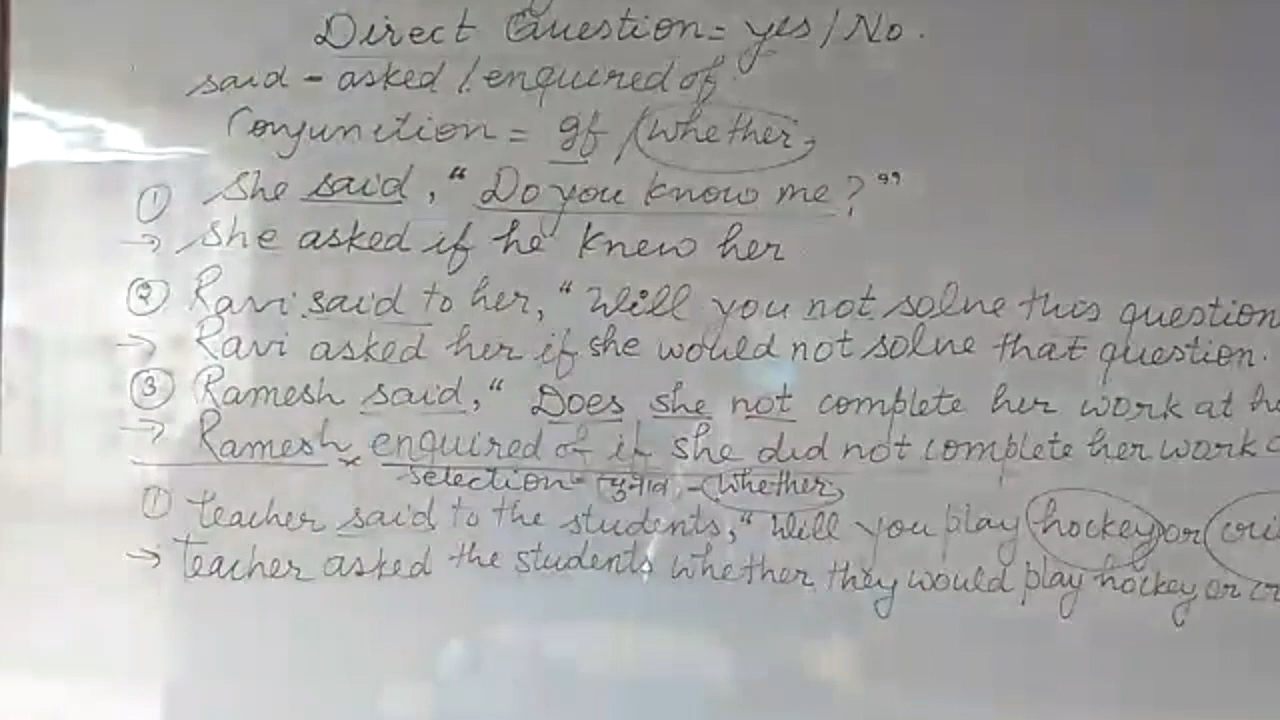 Direct Question = yes / No.
said - asked / enquired of
Conjunction = If / whether,
① She said, “Do you know me?”
→ She asked if he knew her
② Ravi said to her, “Will you not solve this question
→ Ravi asked her if she would not solve that question.
③ Ramesh said, “Does she not complete her work at
→ Ramesh enquired of if she did not complete her work
selection - चुनाव - whether
① teacher said to the students, “Will you play hockey or
→ teacher asked the students whether they would play hockey or